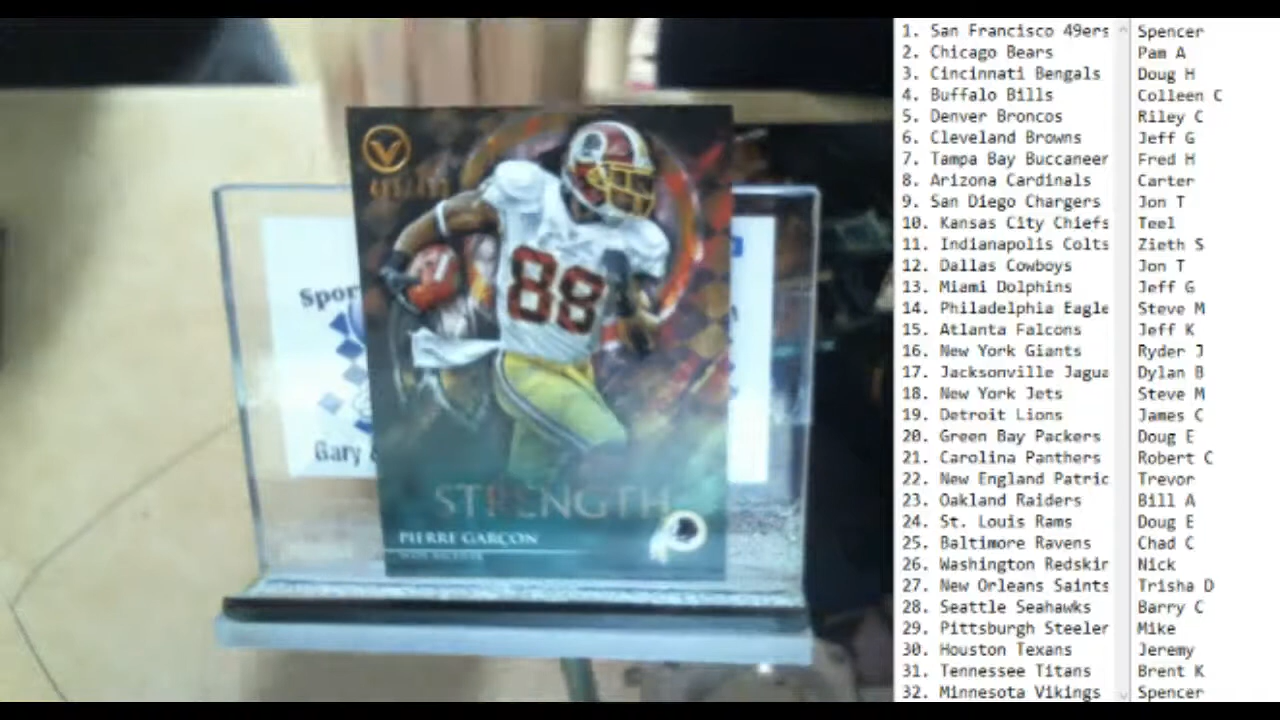 88
STRENGTH
PIERRE GARÇON
Spor
Gary
1. San Francisco 49ers Spencer
2. Chicago Bears Pam A
3. Cincinnati Bengals Doug H
4. Buffalo Bills Colleen C
5. Denver Broncos Riley C
6. Cleveland Browns Jeff G
7. Tampa Bay Buccaneer Fred H
8. Arizona Cardinals Carter
9. San Diego Chargers Jon T
10. Kansas City Chiefs Teel
11. Indianapolis Colts Zieth S
12. Dallas Cowboys Jon T
13. Miami Dolphins Jeff G
14. Philadelphia Eagle Steve M
15. Atlanta Falcons Jeff K
16. New York Giants Ryder J
17. Jacksonville Jagua Dylan B
18. New York Jets Steve M
19. Detroit Lions James C
20. Green Bay Packers Doug E
21. Carolina Panthers Robert C
22. New England Patric Trevor
23. Oakland Raiders Bill A
24. St. Louis Rams Doug E
25. Baltimore Ravens Chad C
26. Washington Redskir Nick
27. New Orleans Saints Trisha D
28. Seattle Seahawks Barry C
29. Pittsburgh Steeler Mike
30. Houston Texans Jeremy
31. Tennessee Titans Brent K
32. Minnesota Vikings Spencer